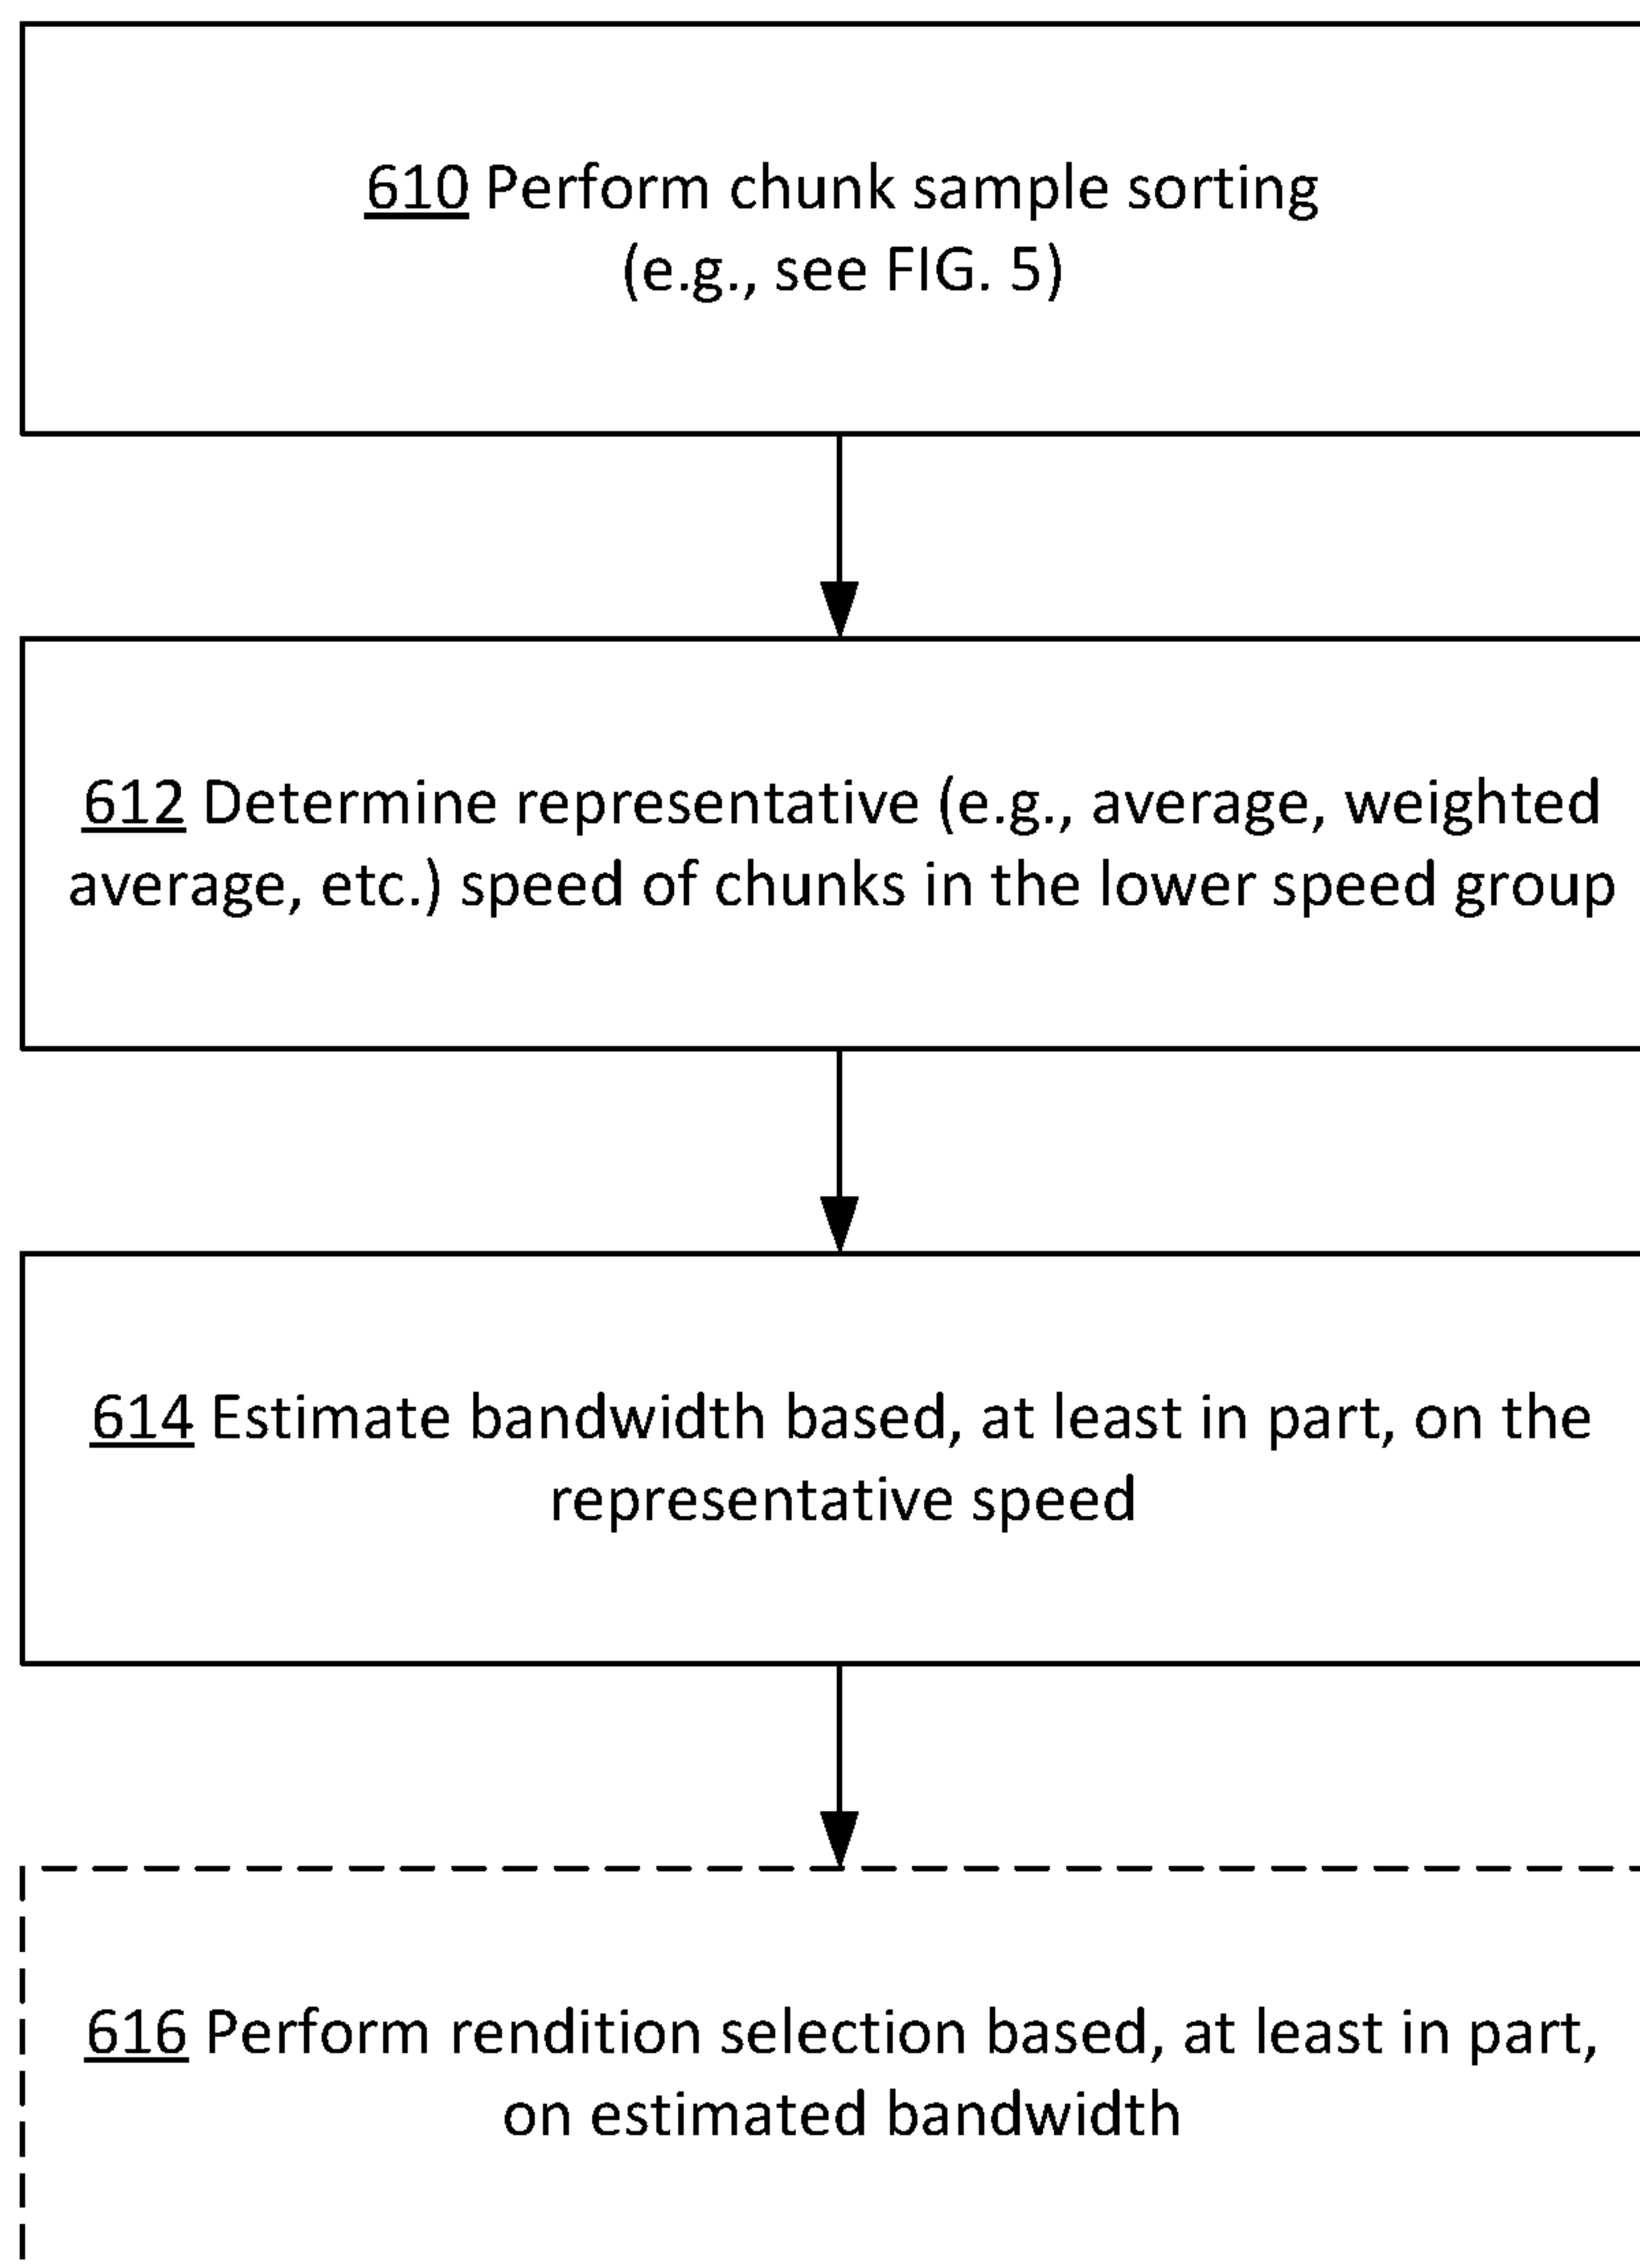 610 Perform chunk sample sorting
(e.g., see FIG. 5)
612 Determine representative (e.g., average, weighted
average, etc.) speed of chunks in the lower speed group
614 Estimate bandwidth based, at least in part, on the
representative speed
616 Perform rendition selection based, at least in part,
on estimated bandwidth